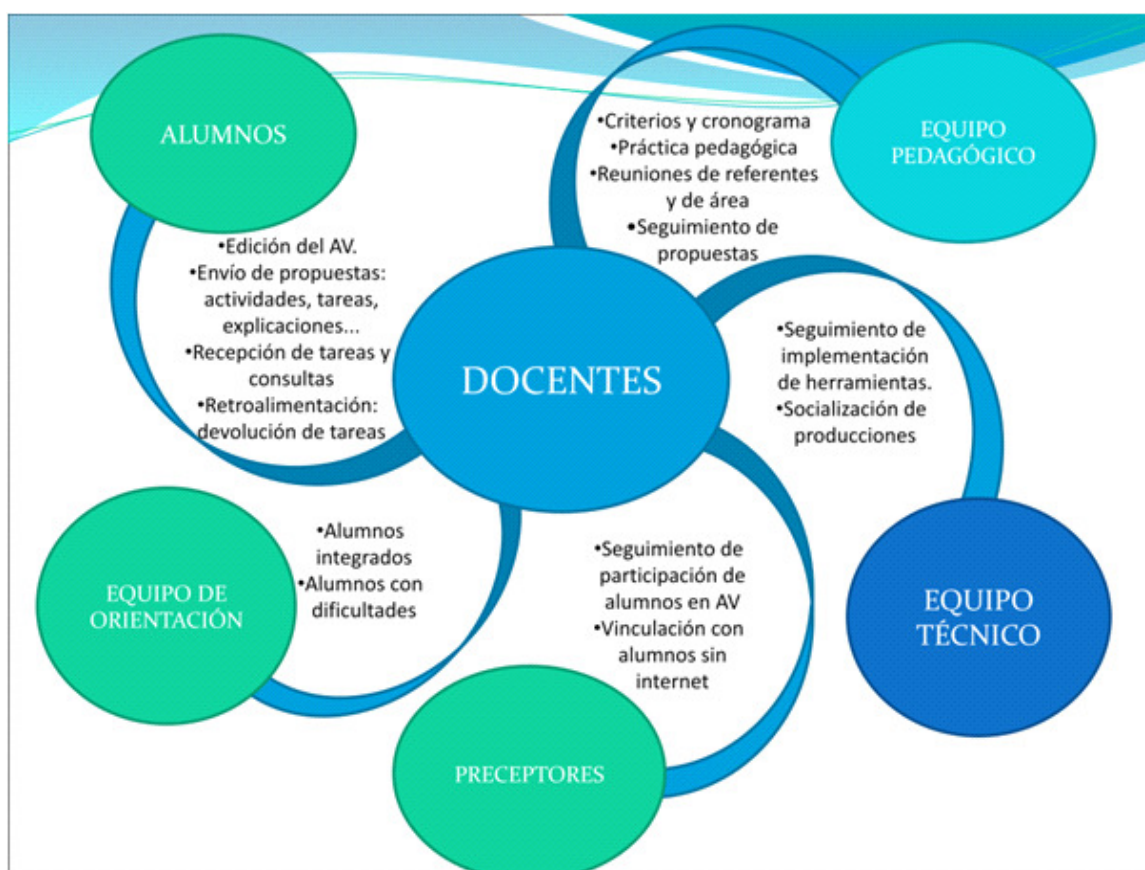 ALUMNOS
•Edición del AV.
•Envío de propuestas:
actividades, tareas,
explicaciones...
•Recepción de tareas y
consultas
•Retroalimentación:
devolución de tareas
•Criterios y cronograma
•Práctica pedagógica
•Reuniones de referentes
y de área
•Seguimiento de
propuestas
EQUIPO
PEDAGÓGICO
DOCENTES
•Seguimiento de
implementación
de herramientas.
•Socialización de
producciones
EQUIPO DE
ORIENTACIÓN
•Alumnos
integrados
•Alumnos con
dificultades
•Seguimiento de
participación de
alumnos en AV
•Vinculación con
alumnos sin
internet
EQUIPO
TÉCNICO
PRECEPTORES